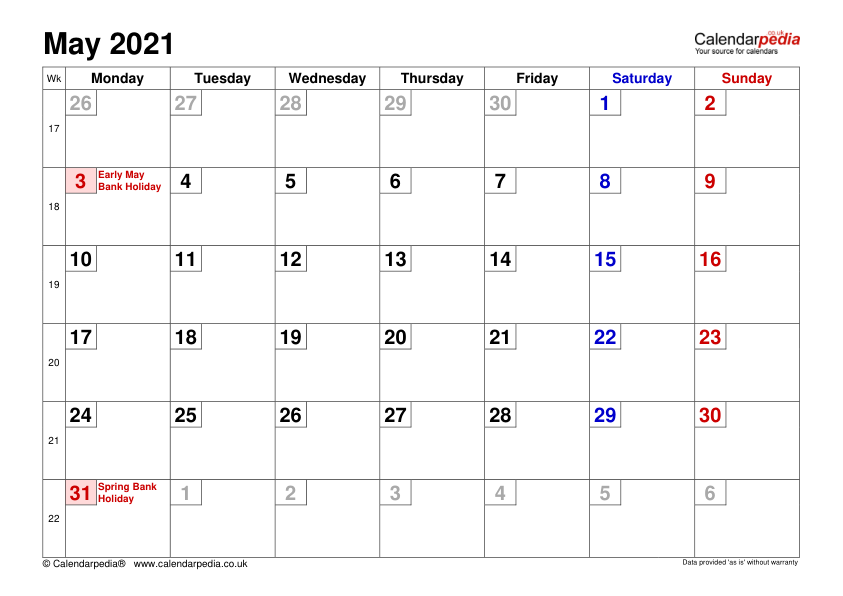 May 2021
Calendarpedia
co.uk
Your source for calendars
Wk Monday Tuesday Wednesday Thursday Friday Saturday Sunday
17 26 27 28 29 30 1 2
18 3 Early May
Bank Holiday 4 5 6 7 8 9
19 10 11 12 13 14 15 16
20 17 18 19 20 21 22 23
21 24 25 26 27 28 29 30
22 31 Spring Bank
Holiday 1 2 3 4 5 6
© Calendarpedia® www.calendarpedia.co.uk
Data provided 'as is' without warranty